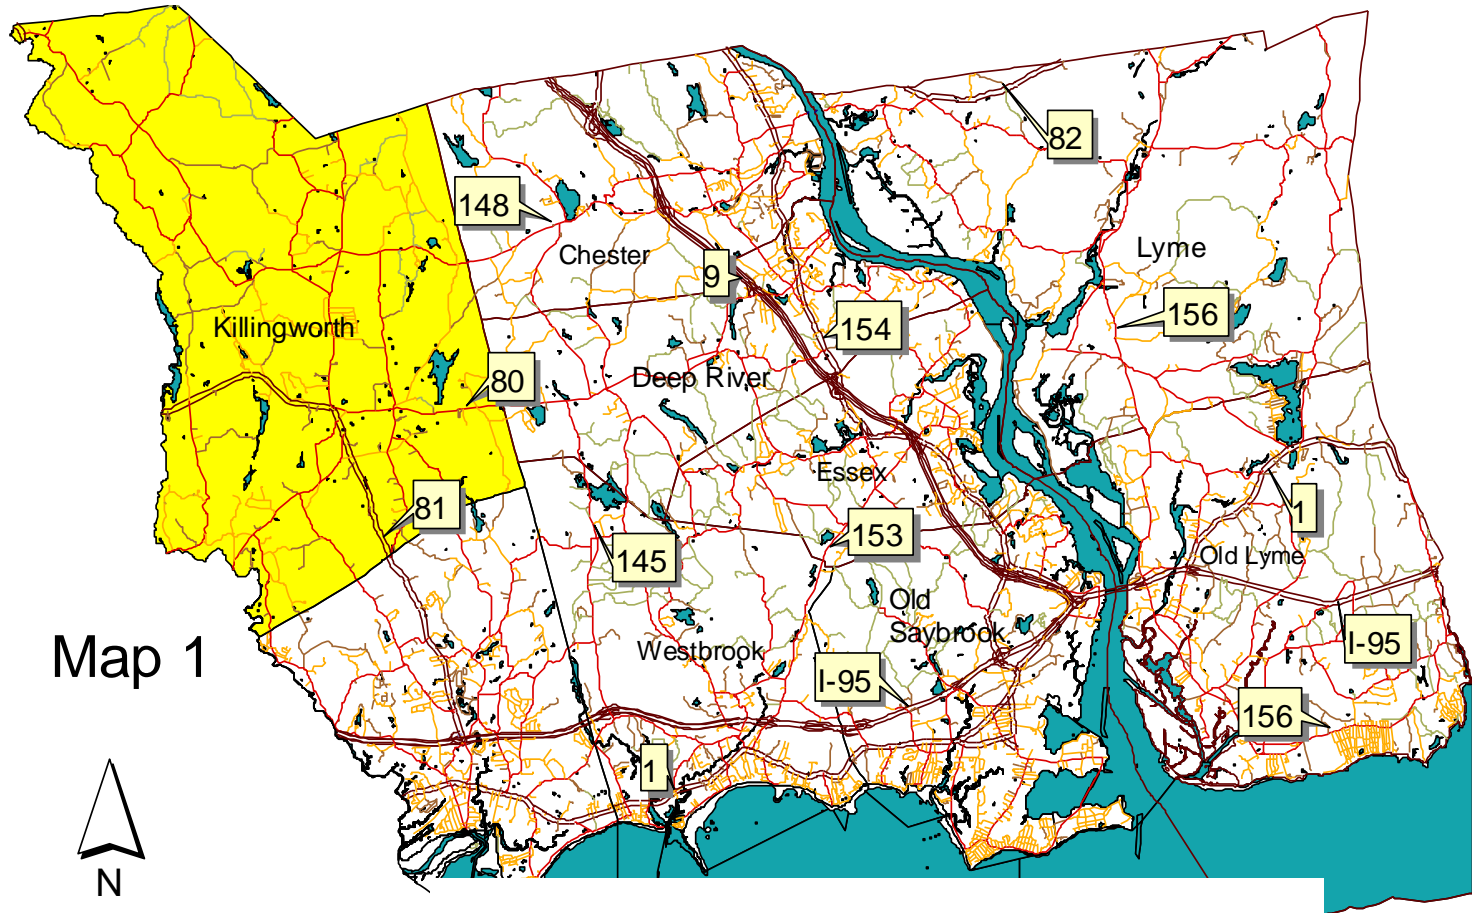 82
148
Chester
Lyme
9
156
154
Killingworth
Deep River
80
Essex
81
1
153
145
Old Lyme
Old
Saybrook
Map 1
Westbrook
I-95
I-95
156
1
N